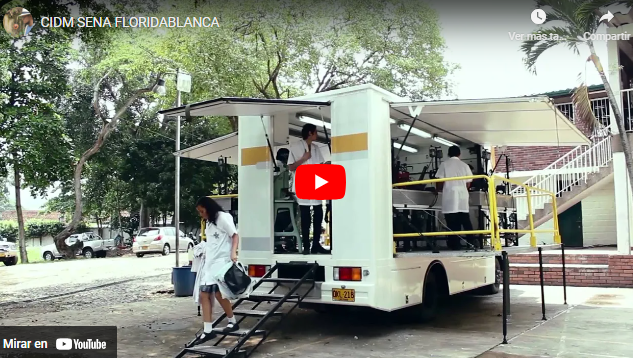 CIDM SENA FLORIDABLANCA
Ver más ta...
Compartir
Mirar en YouTube